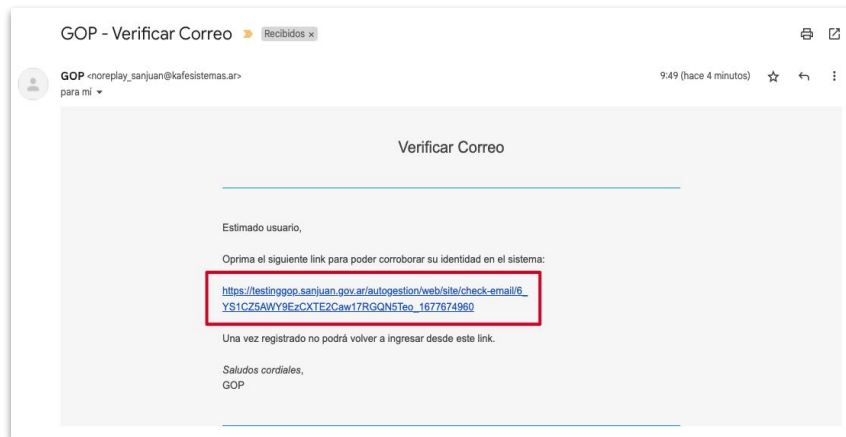 GOP - Verificar Correo Recibidos x
GOP <noreplay_sanjuan@kafesistemas.ar> 9:49 (hace 4 minutos)
para mí
Verificar Correo
Estimado usuario,
Oprima el siguiente link para poder corroborar su identidad en el sistema:
https://testinggop.sanjuan.gov.ar/autogestion/web/site/check-email/6_
YS1CZ5AWY9EzCXTE2Caw17RGQN5Teo_1677674960
Una vez registrado no podrá volver a ingresar desde este link.
Saludos cordiales,
GOP